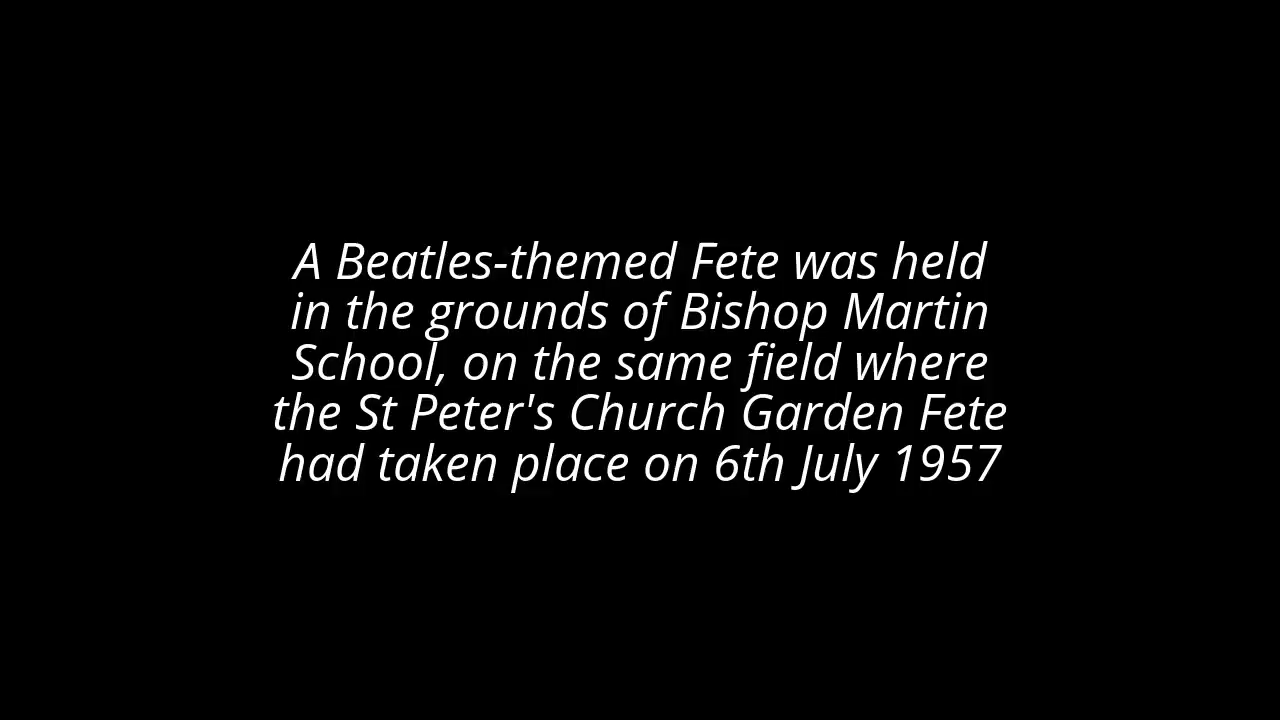 A Beatles-themed Fete was held
in the grounds of Bishop Martin
School, on the same field where
the St Peter's Church Garden Fete
had taken place on 6th July 1957